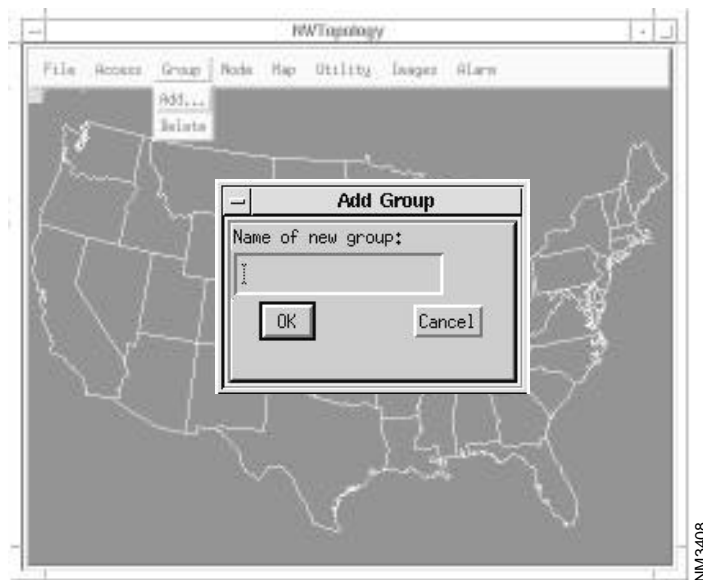 NWTopology
File Access Group Node Map Utility Images Alarm
Add...
Delete
Add Group
Name of new group:
OK Cancel
NM3408